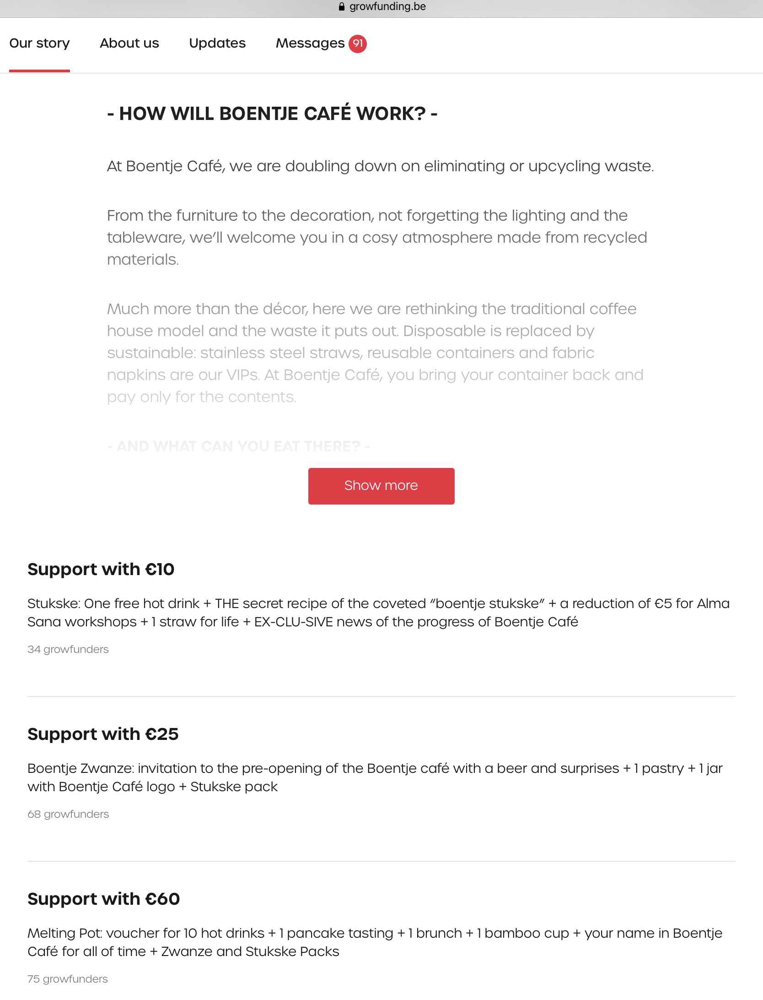 growfunding.be
Our story About us Updates Messages 91
- HOW WILL BOENTJE CAFÉ WORK? -
At Boentje Café, we are doubling down on eliminating or upcycling waste.
From the furniture to the decoration, not forgetting the lighting and the
tableware, we’ll welcome you in a cosy atmosphere made from recycled
materials.
Much more than the décor, here we are rethinking the traditional coffee
house model and the waste it puts out. Disposable is replaced by
sustainable: stainless steel straws, reusable containers and fabric
napkins are our VIPs. At Boentje Café, you bring your container back and
pay only for the contents.
- AND WHAT CAN YOU EAT THERE? -
Show more
Support with €10
Stukske: One free hot drink + THE secret recipe of the coveted “boentje stukske” + a reduction of €5 for Alma
Sana workshops + 1 straw for life + EX-CLU-SIVE news of the progress of Boentje Café
34 growfunders
Support with €25
Boentje Zwanze: invitation to the pre-opening of the Boentje café with a beer and surprises + 1 pastry + 1 jar
with Boentje Café logo + Stukske pack
68 growfunders
Support with €60
Melting Pot: voucher for 10 hot drinks + 1 pancake tasting + 1 brunch + 1 bamboo cup + your name in Boentje
Café for all of time + Zwanze and Stukske Packs
75 growfunders